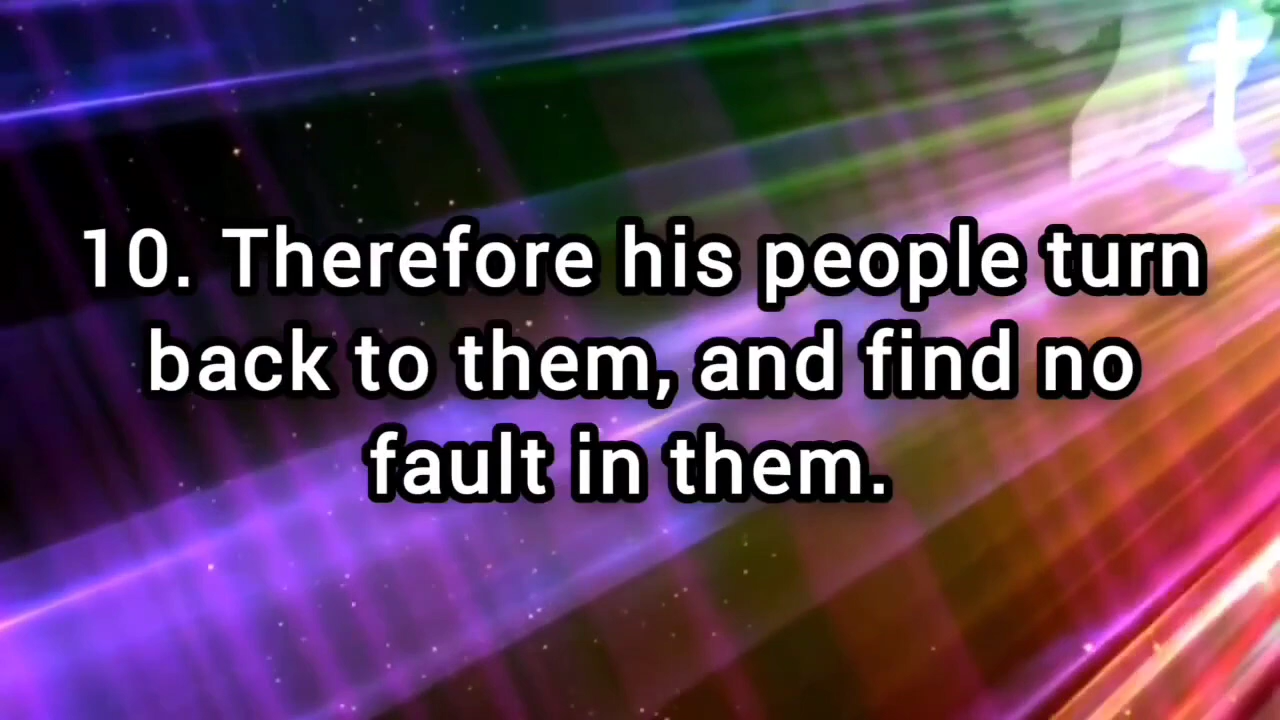 10. Therefore his people turn
back to them, and find no
fault in them.